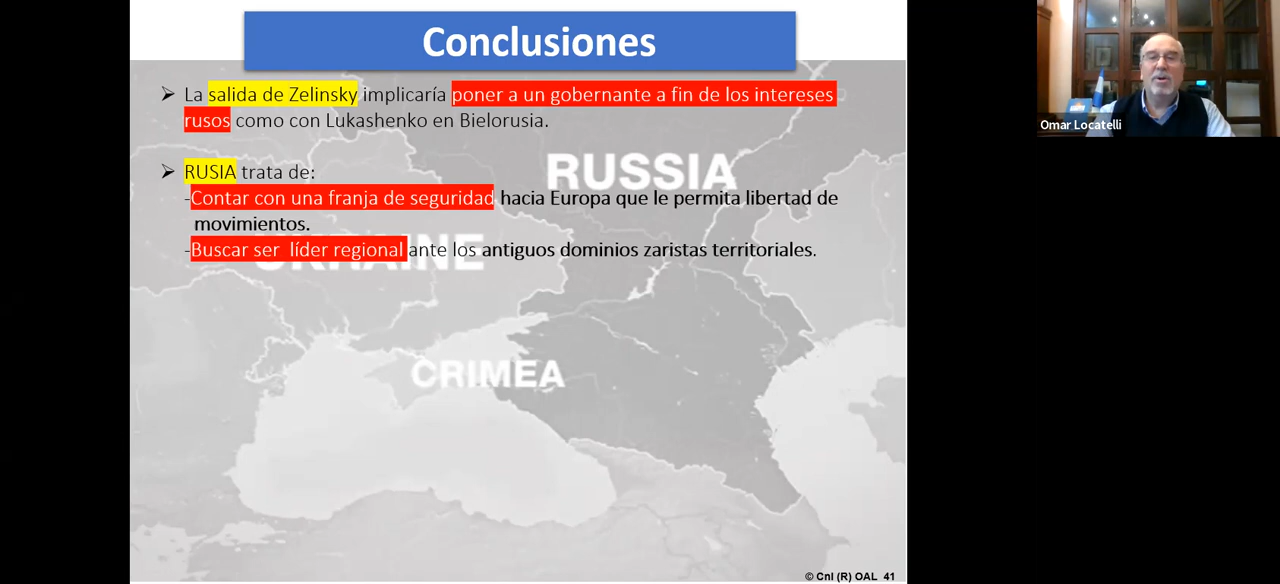 Conclusiones
➢ La salida de Zelinsky implicaría poner a un gobernante a fin de los intereses
rusos como con Lukashenko en Bielorusia.
➢ RUSIA trata de:
-Contar con una franja de seguridad hacia Europa que le permita libertad de
movimientos.
-Buscar ser líder regional ante los antiguos dominios zaristas territoriales.
RUSSIA
UKRAINE
CRIMEA
© Cnl (R) OAL 41
Omar Locatelli